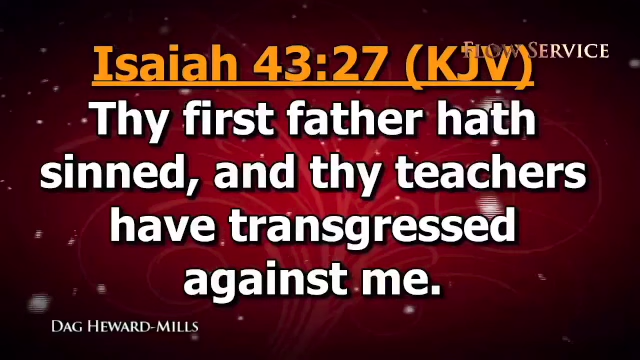 Flow Service
Isaiah 43:27 (KJV)
Thy first father hath
sinned, and thy teachers
have transgressed
against me.
Dag Heward-Mills